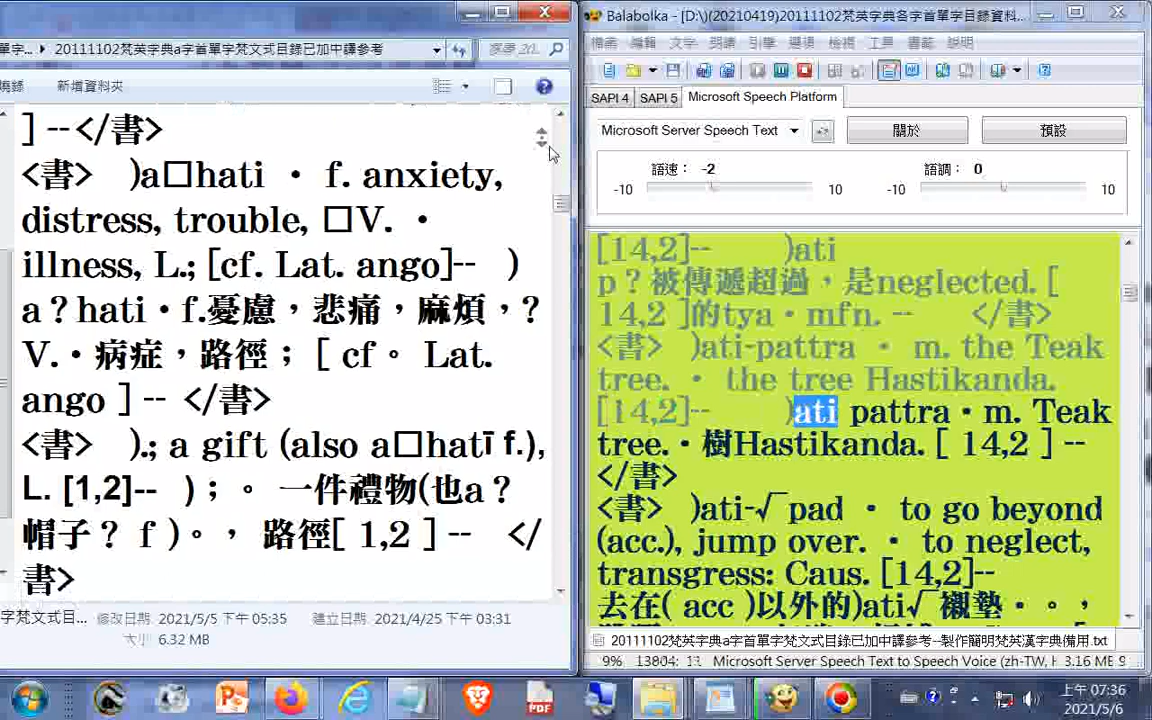 單字...
20111102梵英字典a字首單字梵文式目錄已加中譯參考
新增資料夾
] --</書>
<書>    )a□hati ‧ f. anxiety,
distress, trouble, □V. ‧
illness, L.; [cf. Lat. ango]--   )
a？hati‧f.憂慮，悲痛，麻煩，?
V.‧病症，路徑； [ cf。 Lat.
ango ] -- </書>
<書>    ).; a gift (also a□hatī f.),
L. [1,2]--   )；。 一件禮物(也a？
帽子？ f )。， 路徑[ 1,2 ] --   </
書>
字梵文式目... 修改日期: 2021/5/5 下午 05:35 建立日期: 2021/4/25 下午 03:31
大小: 6.32 MB
Balabolka - [D:\)(20210419)20111102梵英字典各字首單字目錄資料...
檔案 編輯 文字 朗讀 引擎 選項 檢視 工具 書籤 說明
SAPI 4 SAPI 5 Microsoft Speech Platform
Microsoft Server Speech Text 關於 預設
語速： -2 語調： 0
-10 10 -10 10
[14,2]--        )ati
p？被傳遞超過，是neglected. [
14,2 ]的tya‧mfn. --     </書>
<書>    )ati-pattra ‧ m. the Teak
tree. ‧ the tree Hastikanda.
[14,2]--        )ati pattra‧m. Teak
tree.‧樹Hastikanda. [ 14,2 ] --
</書>
<書>    )ati-√pad ‧ to go beyond
(acc.), jump over. ‧ to neglect,
transgress: Caus. [14,2]--
去在( acc )以外的)ati√襯墊‧。，
20111102梵英字典a字首單字梵文式目錄已加中譯參考--製作簡明梵英漢字典備用.txt
9% 13804: Microsoft Server Speech Text to Speech Voice (zh-TW, 3.16 MB 9
上午 07:36
2021/5/6